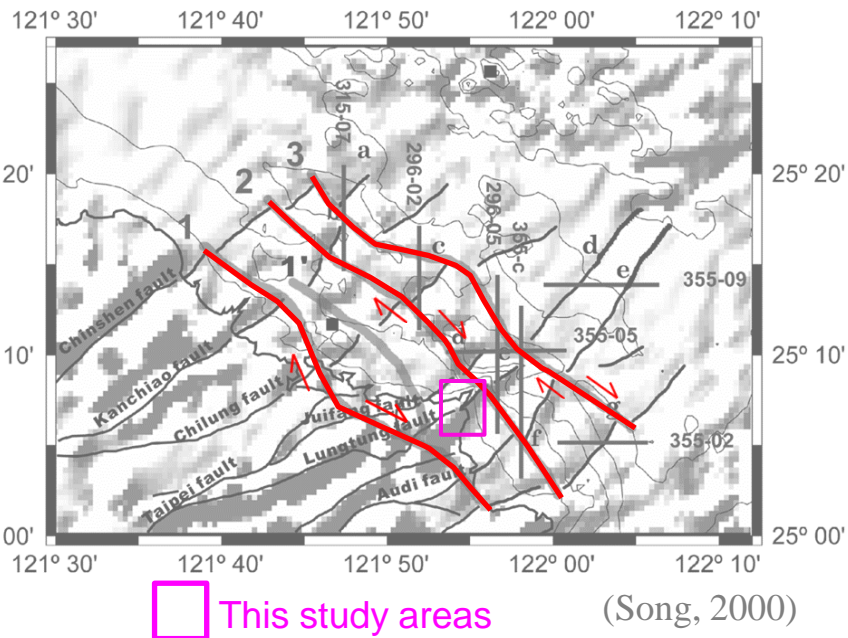 121° 30' 121° 40' 121° 50' 122° 00' 122° 10'
315-07
a
3
296-02
20'
25° 20'
2
b
296-05
1
366-c
c
d
1'
e
355-09
Chinshen fault
355-05
d
10'
e
25° 10'
Kanchiao fault
Chilung fault
Juifang fault
g
Lungtung fault
f
355-02
Taipei fault
Audi fault
00'
25° 00'
121° 30' 121° 40' 121° 50' 122° 00' 122° 10'
This study areas
(Song, 2000)